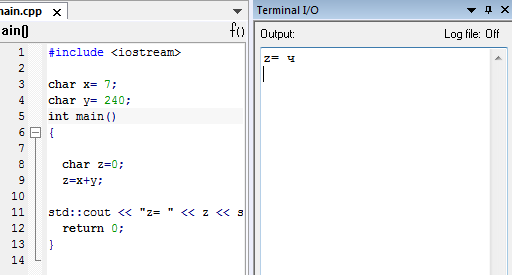 main.cpp
ain()
f()
1 #include <iostream>
2
3 char x= 7;
4 char y= 240;
5 int main()
6 {
7
8 char z=0;
9 z=x+y;
10
11 std::cout << "z= " << z << s
12 return 0;
13 }
14
Terminal I/O
Output: Log file: Off
z= ч